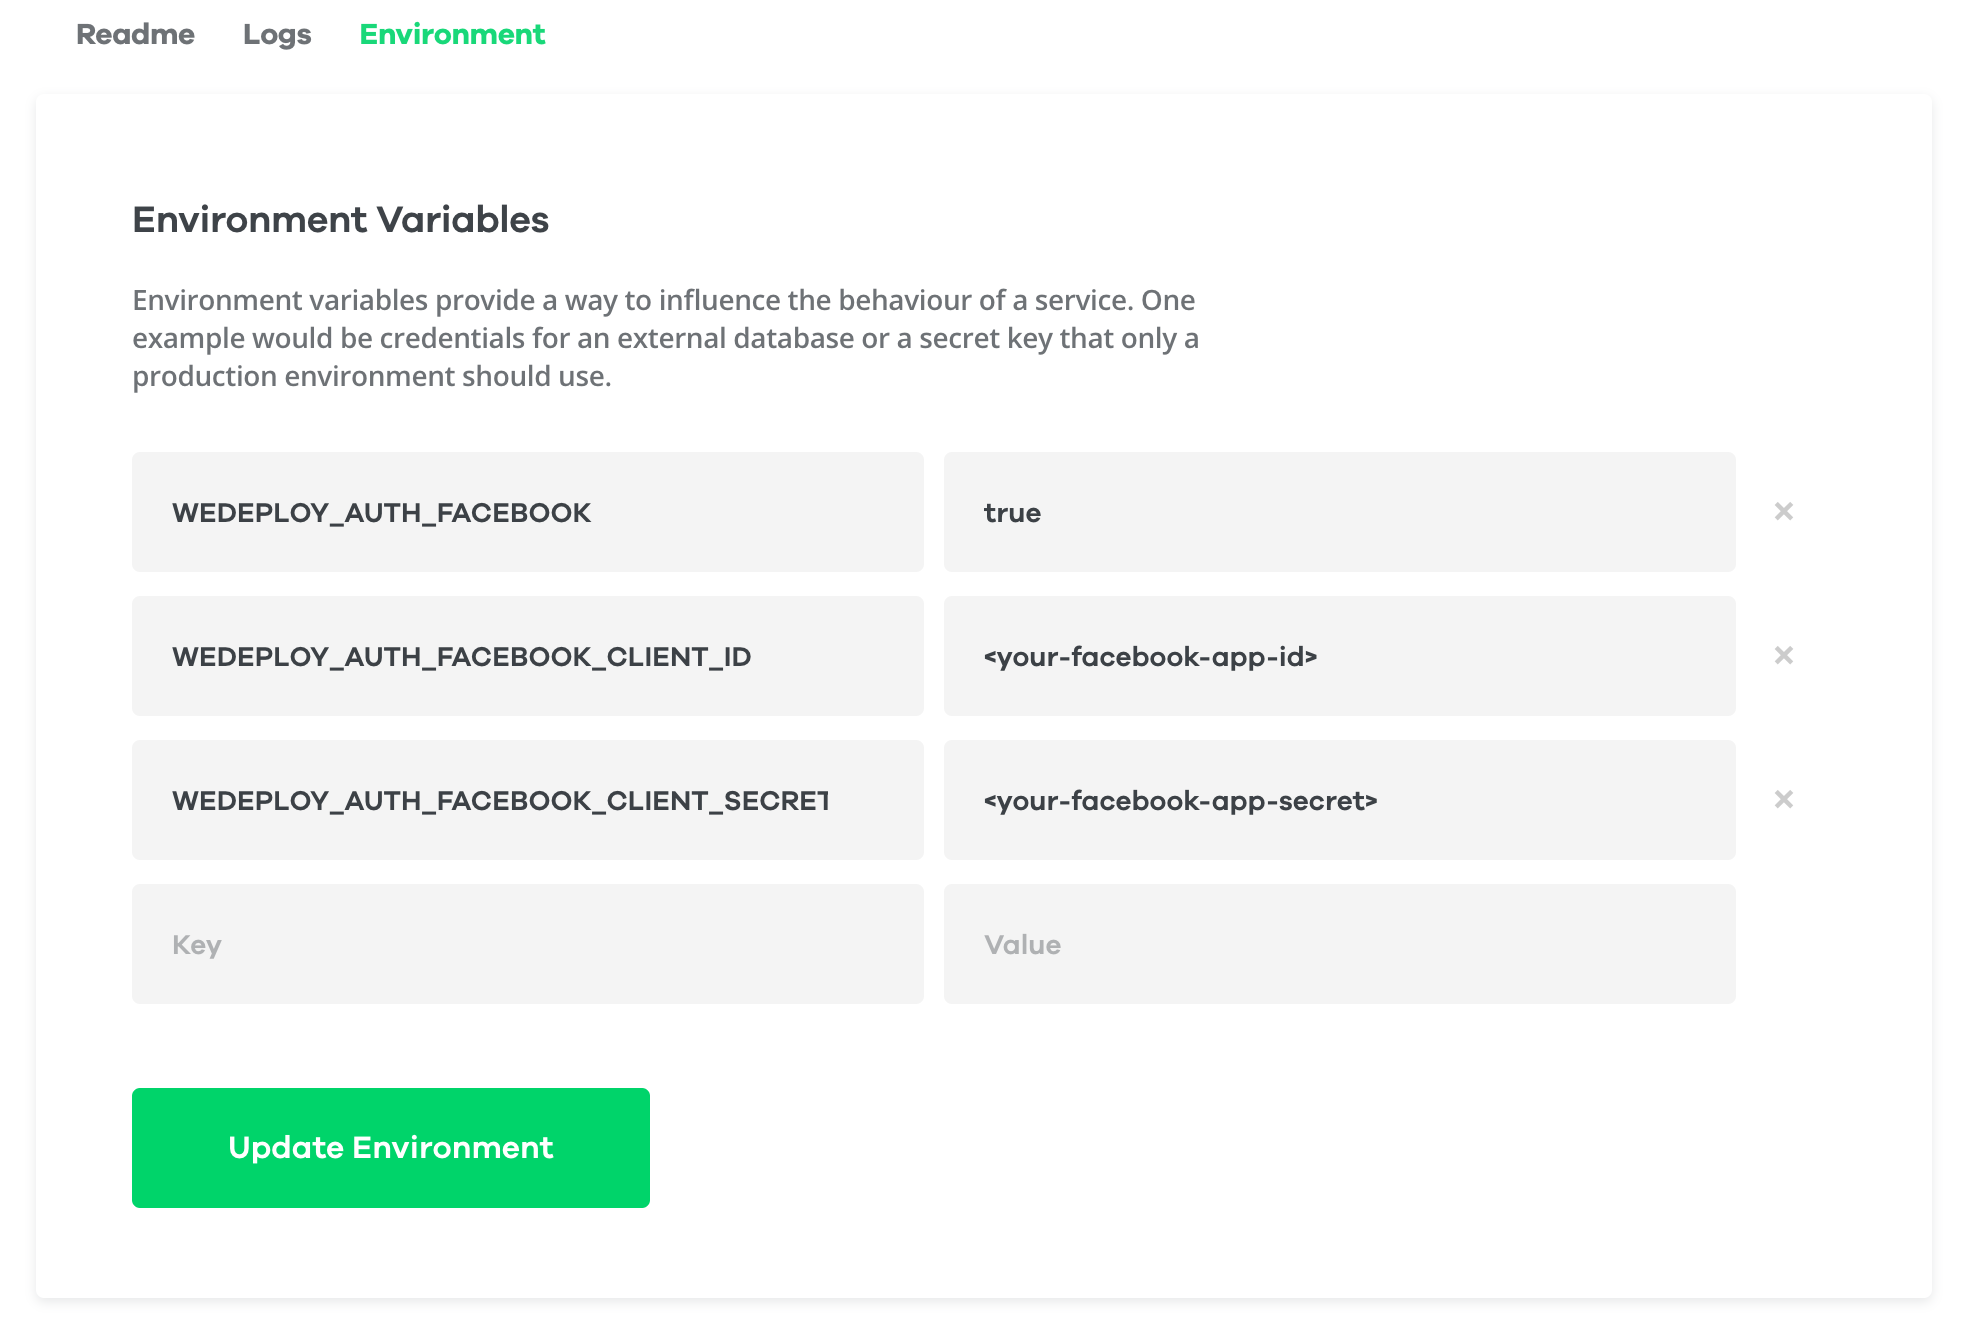 Readme Logs Environment
Environment Variables
Environment variables provide a way to influence the behaviour of a service. One
example would be credentials for an external database or a secret key that only a
production environment should use.
WEDEPLOY_AUTH_FACEBOOK true ×
WEDEPLOY_AUTH_FACEBOOK_CLIENT_ID <your-facebook-app-id> ×
WEDEPLOY_AUTH_FACEBOOK_CLIENT_SECRET <your-facebook-app-secret> ×
Key Value
Update Environment